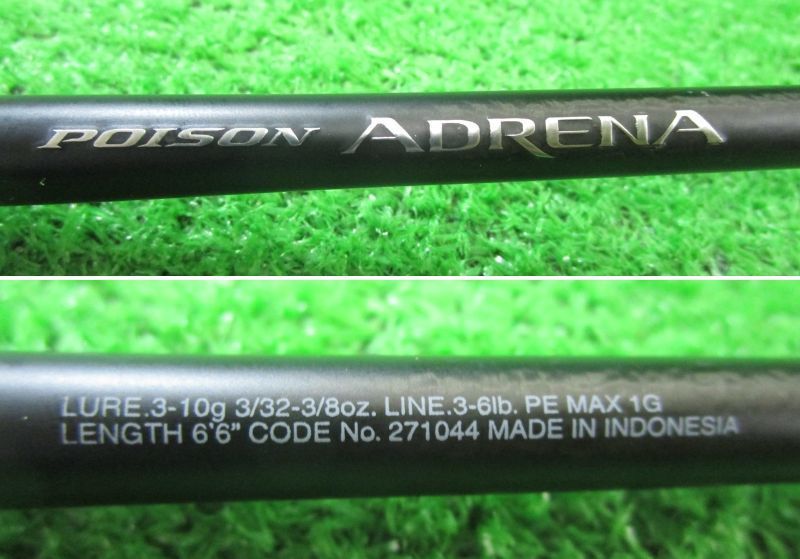 POISON ADRENA
LURE.3-10g 3/32-3/8oz. LINE.3-6lb. PE MAX 1G
LENGTH 6'6" CODE No. 271044 MADE IN INDONESIA